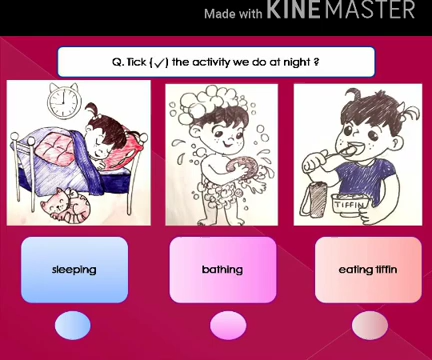 Made with KINEMASTER
Q. Tick (✓) the activity we do at night ?
TIFFIN
sleeping
bathing
eating tiffin